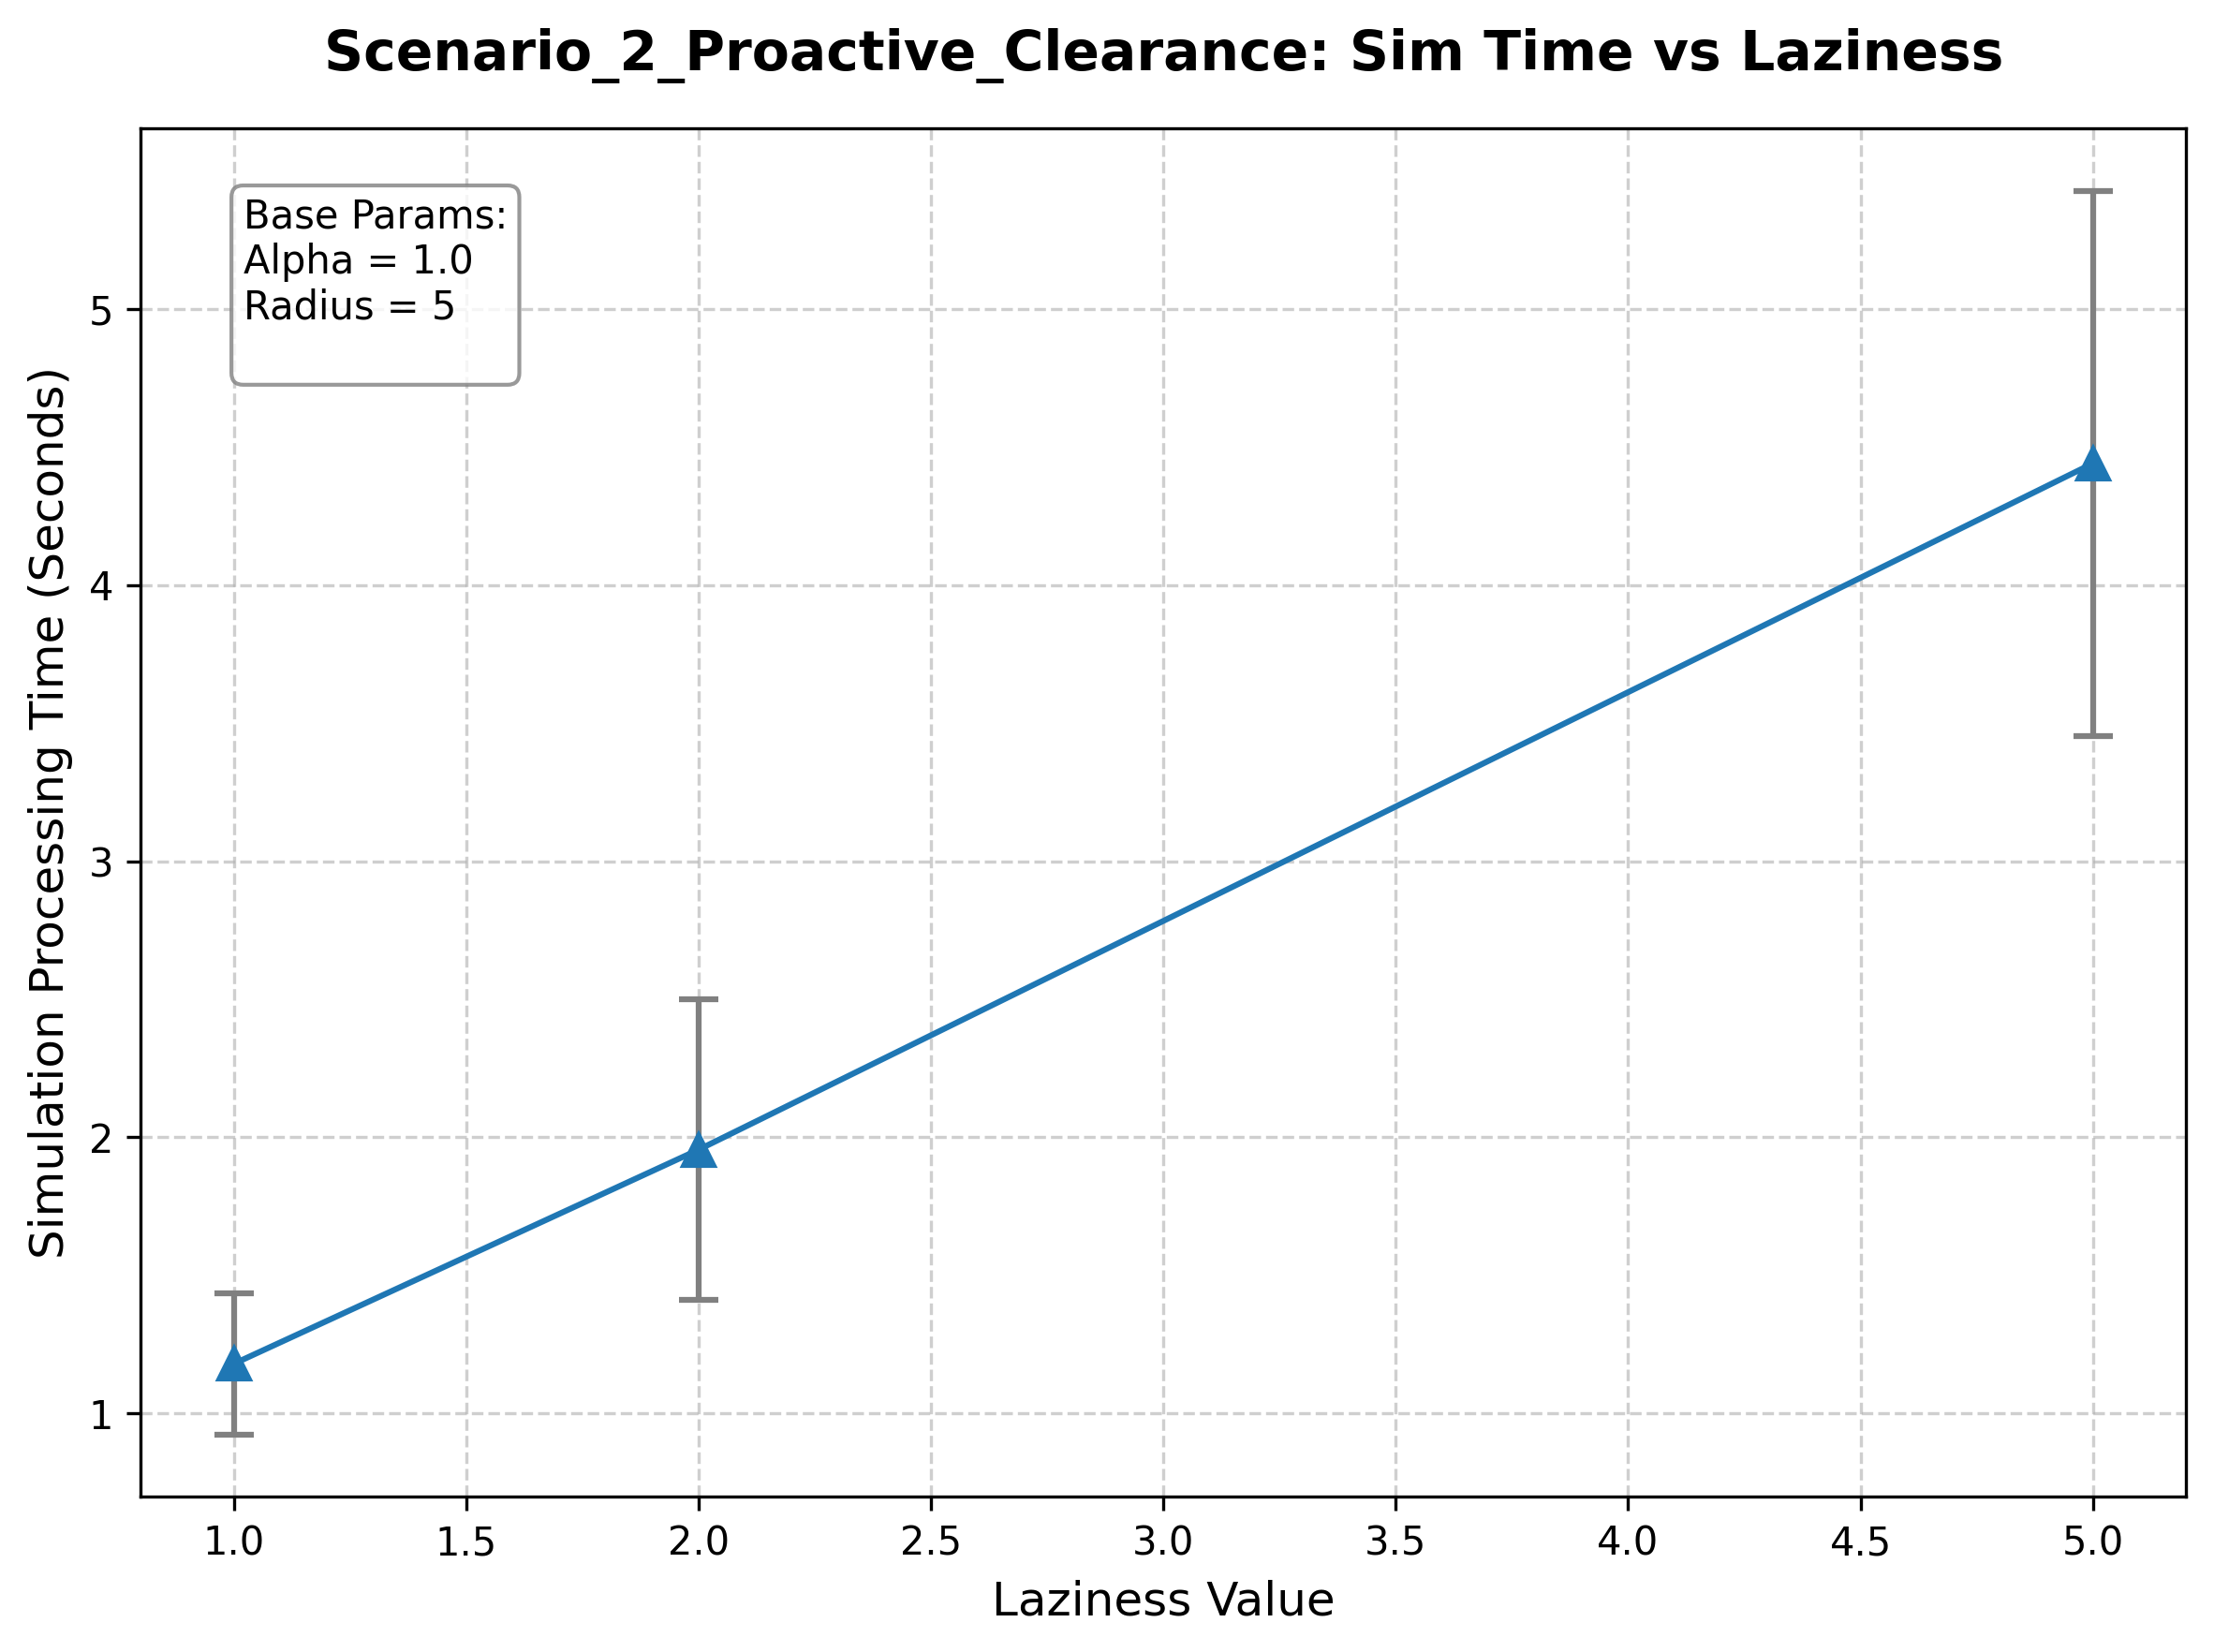 Scenario_2_Proactive_Clearance: Sim Time vs Laziness
Base Params:
Alpha = 1.0
Radius = 5
Simulation Processing Time (Seconds)
5
4
3
2
1
1.0 1.5 2.0 2.5 3.0 3.5 4.0 4.5 5.0
Laziness Value